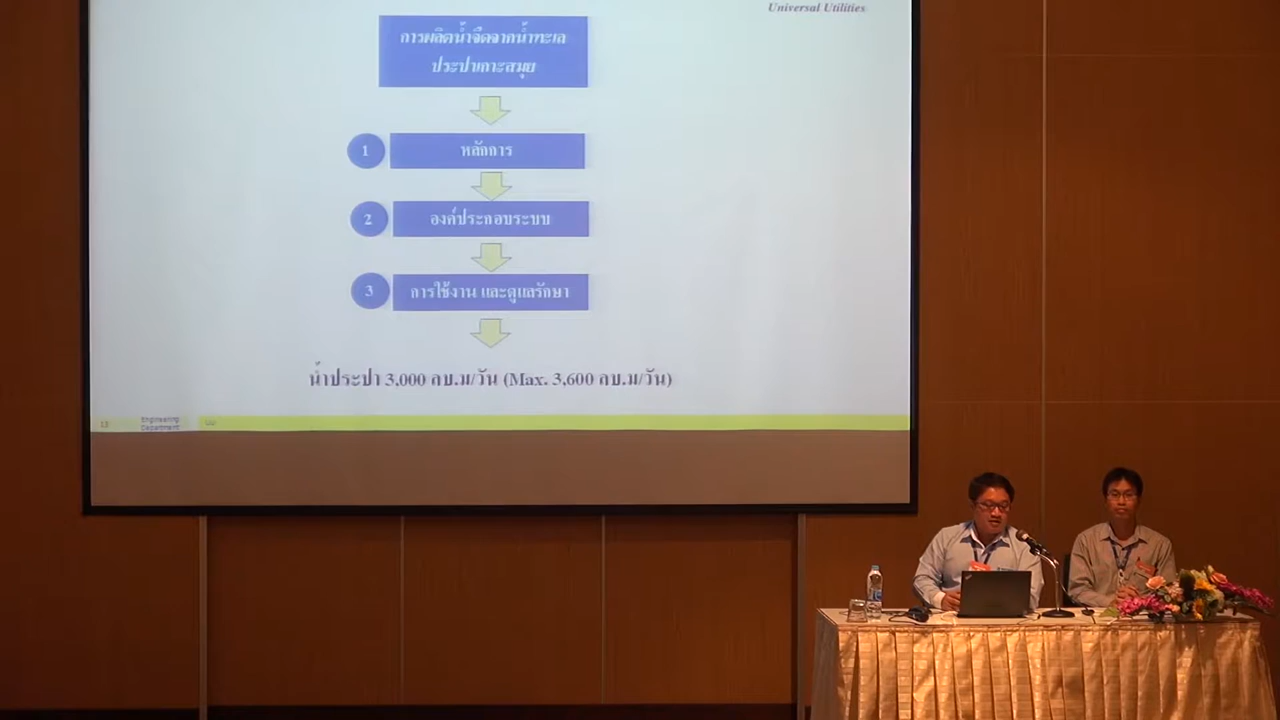 Universal Utilities
การผลิตน้ำจืดจากน้ำทะเล
ประปาเกาะสมุย
1 หลักการ
2 องค์ประกอบระบบ
3 การใช้งาน และดูแลรักษา
น้ำประปา 3,000 ลบ.ม/วัน (Max. 3,600 ลบ.ม/วัน)
13
Engineering
Department
UU